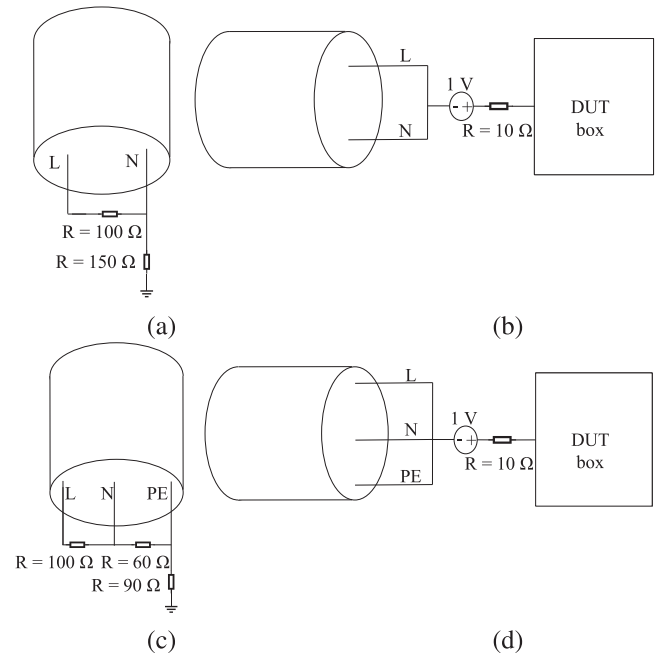 L
N
R = 100 Ω
R = 150 Ω
(a)
L
N
1 V
- +
R = 10 Ω
DUT
box
(b)
L N PE
R = 100 Ω R = 60 Ω
R = 90 Ω
(c)
L
N
PE
1 V
- +
R = 10 Ω
DUT
box
(d)